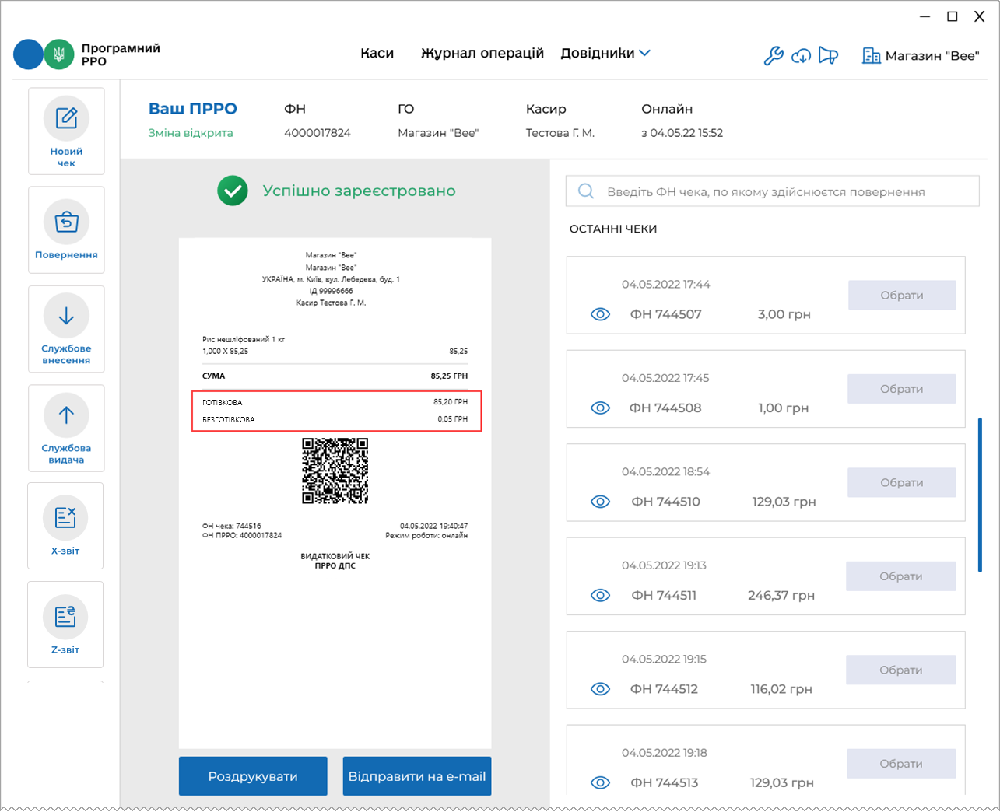 Програмний
РРО
Каси
Журнал операцій
Довідники
Магазин "Вее"
Новий
чек
Повернення
Службове
внесення
Службова
видача
X-звіт
Z-звіт
Ваш ПРРО
Зміна відкрита
ФН
4000017824
ГО
Магазин "Вее"
Касир
Тестова Г. М.
Онлайн
з 04.05.22 15:52
Успішно зареєстровано
Магазин "Вее"
Магазин "Вее"
УКРАЇНА, м. Київ, вул. Лебедева, буд. 1
ІД 99996666
Касир Тестова Г. М.
Рис нешліфований 1 кг
1,000 X 85,25 85,25
СУМА 85,25 ГРН
ГОТІВКОВА 85,20 ГРН
БЕЗГОТІВКОВА 0,05 ГРН
ФН чека: 744516 04.05.2022 19:40:47
ФН ПРРО: 4000017824 Режим роботи: онлайн
ВИДАТКОВИЙ ЧЕК
ПРРО ДПС
Роздрукувати
Відправити на e-mail
Введіть ФН чека, по якому здійснюєтся повернення
ОСТАННІ ЧЕКИ
04.05.2022 17:44
ФН 744507 3,00 грн
Обрати
04.05.2022 17:45
ФН 744508 1,00 грн
Обрати
04.05.2022 18:54
ФН 744510 129,03 грн
Обрати
04.05.2022 19:13
ФН 744511 246,37 грн
Обрати
04.05.2022 19:15
ФН 744512 116,02 грн
Обрати
04.05.2022 19:18
ФН 744513 129,03 грн
Обрати